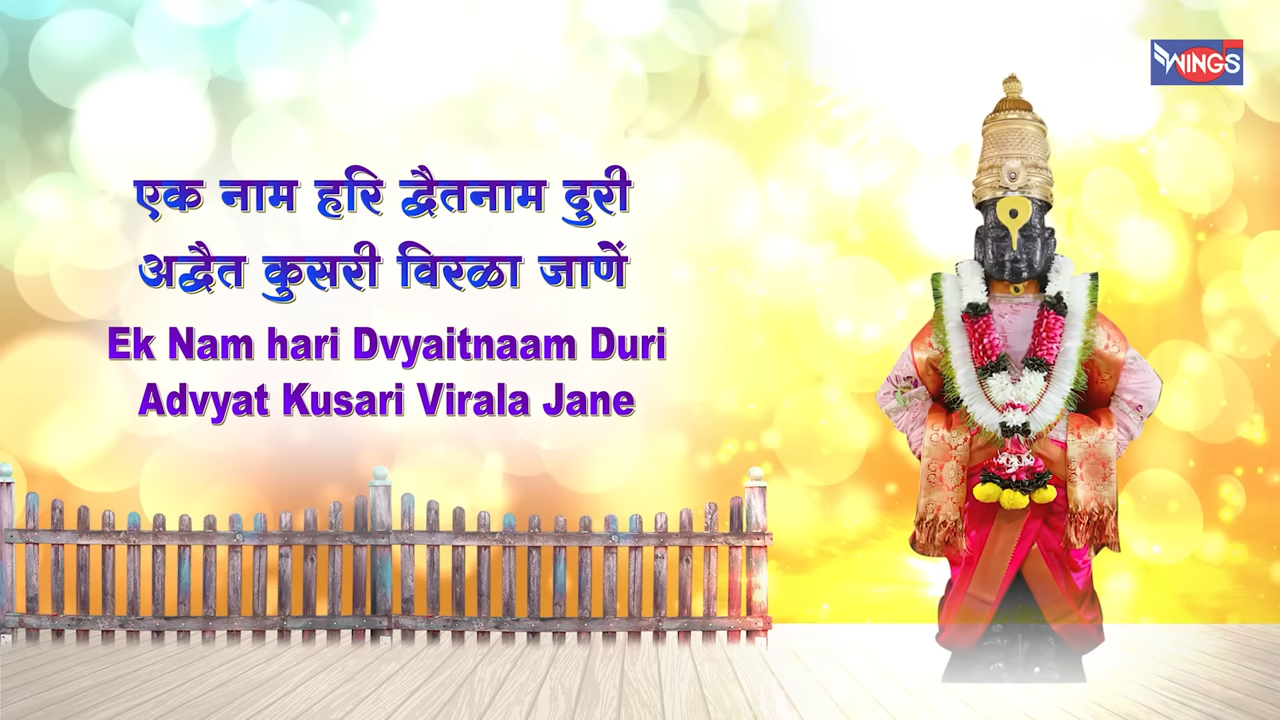 WINGS
एक नाम हरि द्वैतनाम दुरी
अद्वैत कुसरी विरळा जाणें
Ek Nam hari Dvyaitnaam Duri
Advyat Kusari Virala Jane